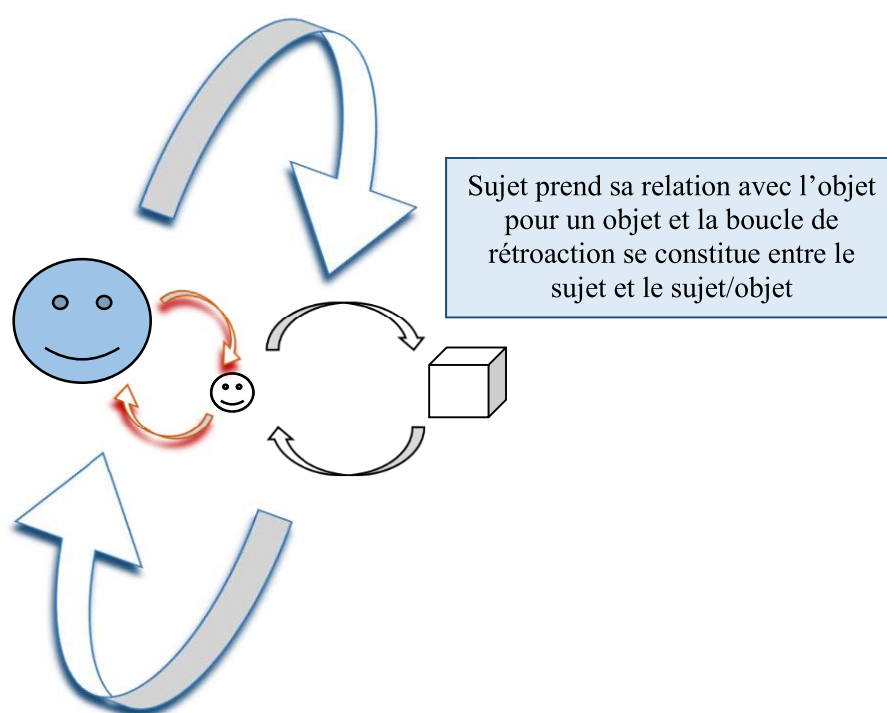 Sujet prend sa relation avec l’objet
pour un objet et la boucle de
rétroaction se constitue entre le
sujet et le sujet/objet